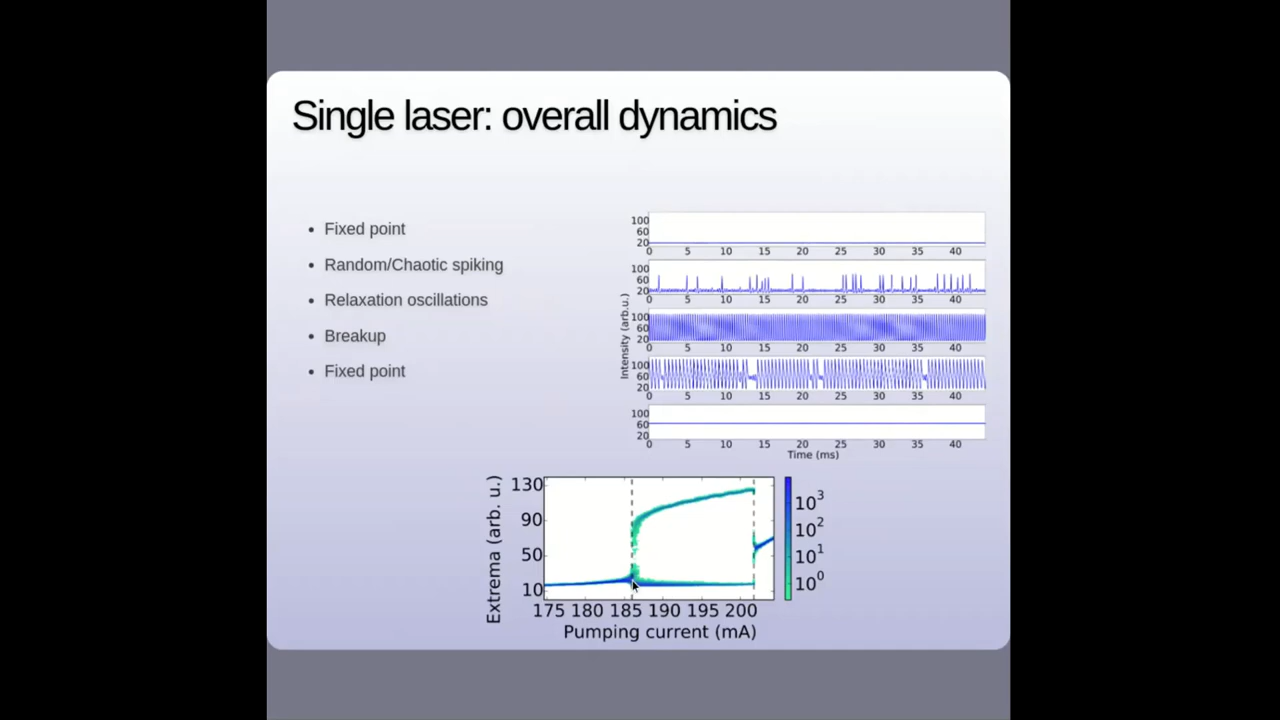 Single laser: overall dynamics
• Fixed point
• Random/Chaotic spiking
• Relaxation oscillations
• Breakup
• Fixed point
Intensity (arb.u.)
100
60
20
0 5 10 15 20 25 30 35 40
100
60
20
0 5 10 15 20 25 30 35 40
100
60
20
0 5 10 15 20 25 30 35 40
100
60
20
0 5 10 15 20 25 30 35 40
100
60
20
0 5 10 15 20 25 30 35 40
Time (ms)
Extrema (arb. u.)
130
90
50
10
175 180 185 190 195 200
Pumping current (mA)
10³
10²
10¹
10⁰